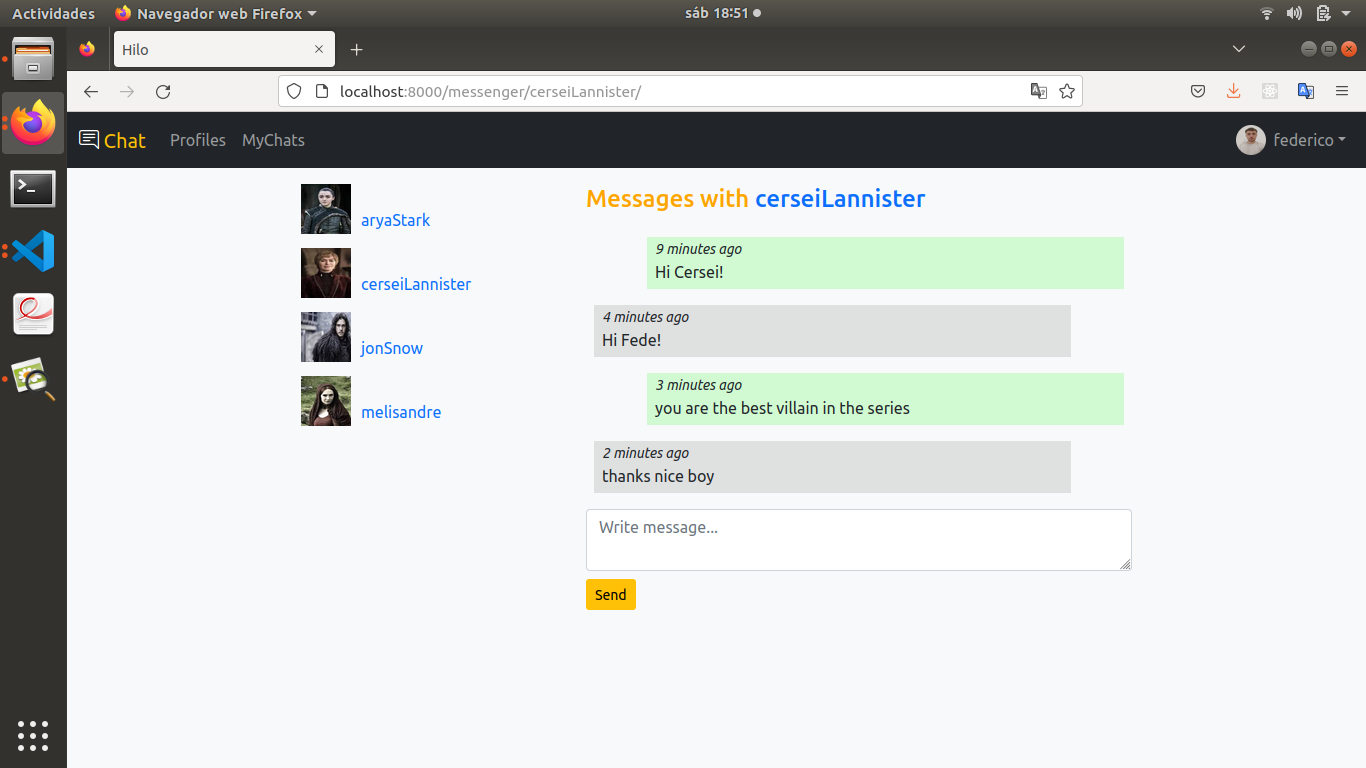 Actividades
Navegador web Firefox
sáb 18:51
Hilo
localhost:8000/messenger/cerseiLannister/
Chat
Profiles
MyChats
federico
aryaStark
cerseiLannister
jonSnow
melisandre
Messages with cerseiLannister
9 minutes ago
Hi Cersei!
4 minutes ago
Hi Fede!
3 minutes ago
you are the best villain in the series
2 minutes ago
thanks nice boy
Write message...
Send